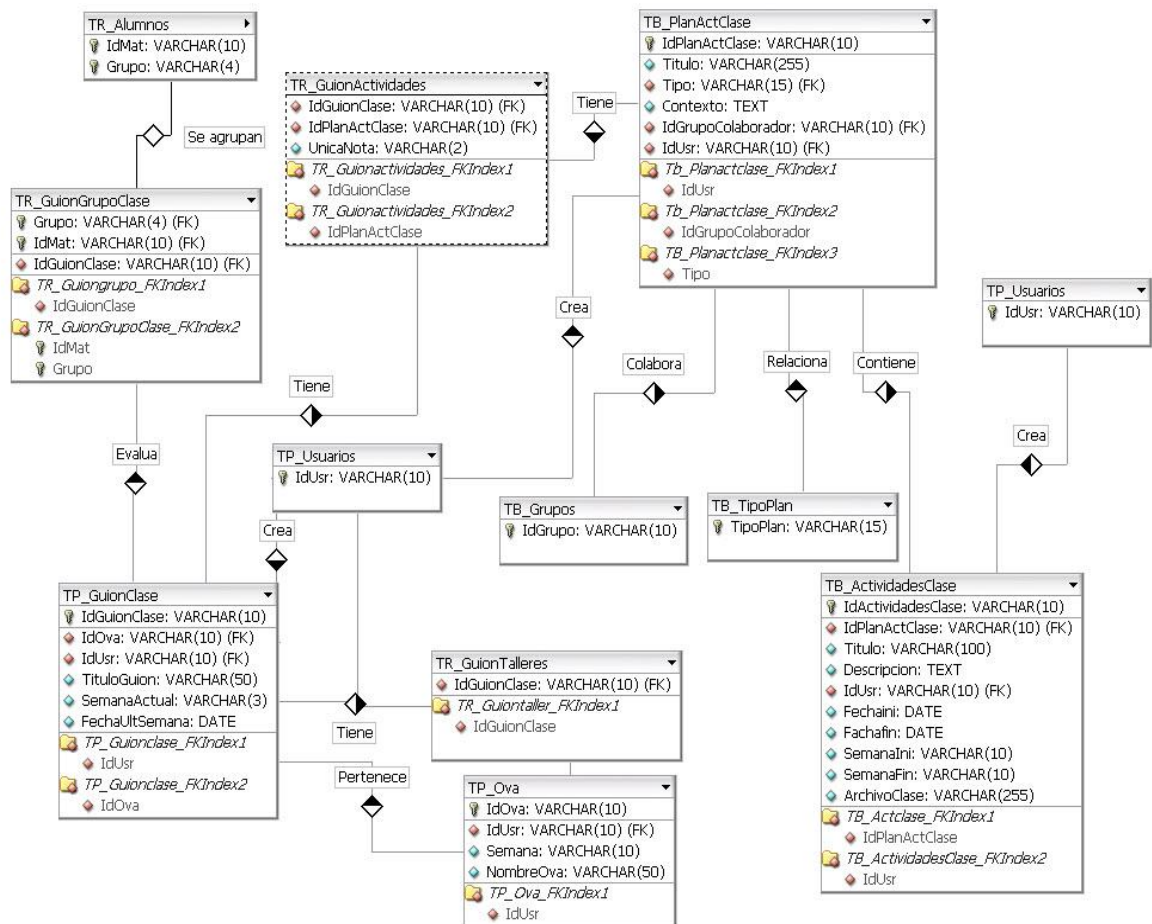 TR_Alumnos
IdMat: VARCHAR(10)
Grupo: VARCHAR(4)
Se agrupan
TR_GuionGrupoClase
Grupo: VARCHAR(4) (FK)
IdMat: VARCHAR(10) (FK)
IdGuionClase: VARCHAR(10) (FK)
TR_Guiongrupo_FKIndex1
IdGuionClase
TR_GuionGrupoClase_FKIndex2
IdMat
Grupo
Evalua
TR_GuionActividades
IdGuionClase: VARCHAR(10) (FK)
IdPlanActClase: VARCHAR(10) (FK)
UnicaNota: VARCHAR(2)
TR_Guionactividades_FKIndex1
IdGuionClase
TR_Guionactividades_FKIndex2
IdPlanActClase
Tiene
TB_PlanActClase
IdPlanActClase: VARCHAR(10)
Titulo: VARCHAR(255)
Tipo: VARCHAR(15) (FK)
Contexto: TEXT
IdGrupoColaborador: VARCHAR(10) (FK)
IdUsr: VARCHAR(10) (FK)
Tb_Planactclase_FKIndex1
IdUsr
Tb_Planactclase_FKIndex2
IdGrupoColaborador
TB_Planactclase_FKIndex3
Tipo
TP_Usuarios
IdUsr: VARCHAR(10)
Crea
Colabora
Relaciona
Contiene
Tiene
Crea
TP_Usuarios
IdUsr: VARCHAR(10)
TB_Grupos
IdGrupo: VARCHAR(10)
TB_TipoPlan
TipoPlan: VARCHAR(15)
Crea
TP_GuionClase
IdGuionClase: VARCHAR(10)
IdOva: VARCHAR(10) (FK)
IdUsr: VARCHAR(10) (FK)
TituloGuion: VARCHAR(50)
SemanaActual: VARCHAR(3)
FechaUltSemana: DATE
TP_Guionclase_FKIndex1
IdUsr
TP_Guionclase_FKIndex2
IdOva
TR_GuionTalleres
IdGuionClase: VARCHAR(10) (FK)
TR_Guiontaller_FKIndex1
IdGuionClase
Tiene
Pertenece
TP_Ova
IdOva: VARCHAR(10)
IdUsr: VARCHAR(10) (FK)
Semana: VARCHAR(10)
NombreOva: VARCHAR(50)
TP_Ova_FKIndex1
IdUsr
TB_ActividadesClase
IdActividadesClase: VARCHAR(10)
IdPlanActClase: VARCHAR(10) (FK)
Titulo: VARCHAR(100)
Descripcion: TEXT
IdUsr: VARCHAR(10) (FK)
Fechaini: DATE
Fachafin: DATE
SemanaIni: VARCHAR(10)
SemanaFin: VARCHAR(10)
ArchivoClase: VARCHAR(255)
TB_Actclase_FKIndex1
IdPlanActClase
TB_ActividadesClase_FKIndex2
IdUsr